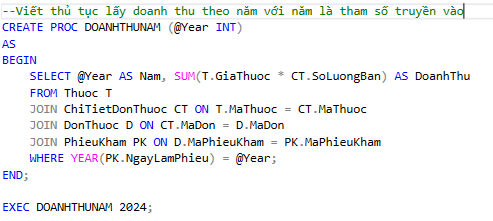 --Viết thủ tục lấy doanh thu theo năm với năm là tham số truyền vào
CREATE PROC DOANHTHUNAM (@Year INT)
AS
BEGIN
    SELECT @Year AS Nam, SUM(T.GiaThuoc * CT.SoLuongBan) AS DoanhThu
    FROM Thuoc T
    JOIN ChiTietDonThuoc CT ON T.MaThuoc = CT.MaThuoc
    JOIN DonThuoc D ON CT.MaDon = D.MaDon
    JOIN PhieuKham PK ON D.MaPhieuKham = PK.MaPhieuKham
    WHERE YEAR(PK.NgayLamPhieu) = @Year;
END;
EXEC DOANHTHUNAM 2024;